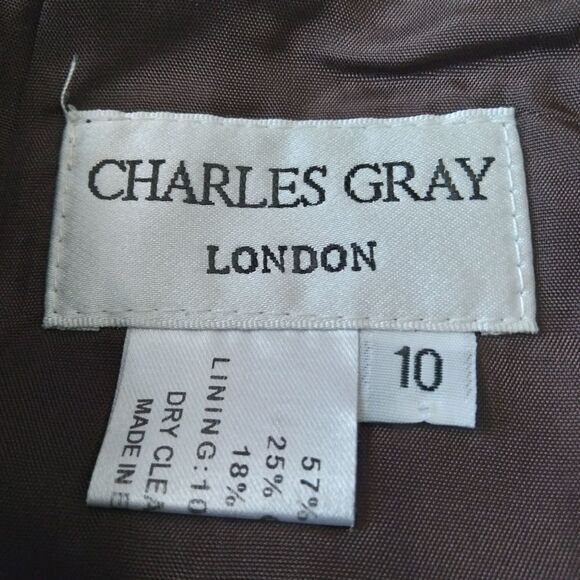 CHARLES GRAY
LONDON
10
57%
25%
18%
LINING:10
DRY CLEA
MADE IN